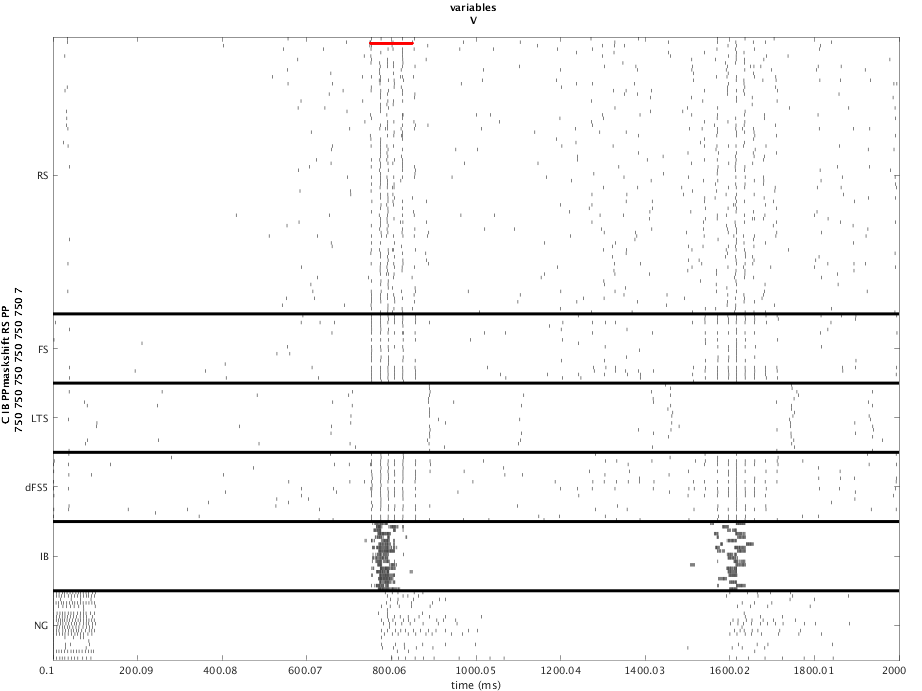 variables
V
C IB PPmaskshift RS PP
750 750 750 750 750 750 7
RS
FS
LTS
dFS5
IB
NG
0.1 200.09 400.08 600.07 800.06 1000.05 1200.04 1400.03 1600.02 1800.01 2000
time (ms)